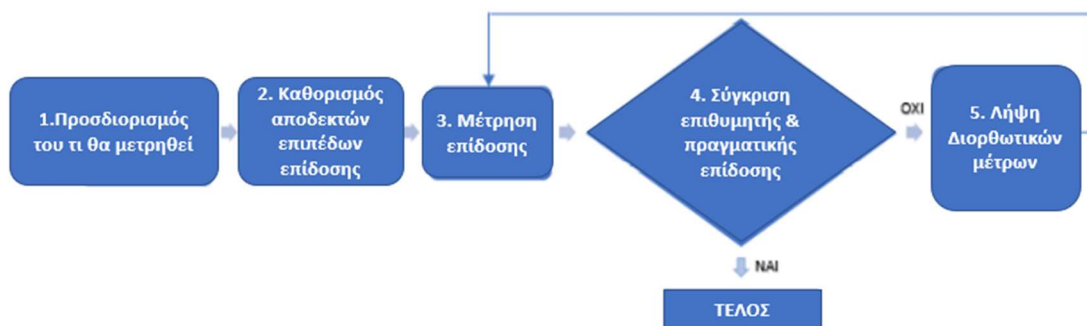 1.Προσδιορισμός
του τι θα μετρηθεί
2. Καθορισμός
αποδεκτών
επιπέδων
επίδοσης
3. Μέτρηση
επίδοσης
4. Σύγκριση
επιθυμητής &
πραγματικής
επίδοσης
ΟΧΙ
5. Λήψη
Διορθωτικών
μέτρων
ΝΑΙ
ΤΕΛΟΣ